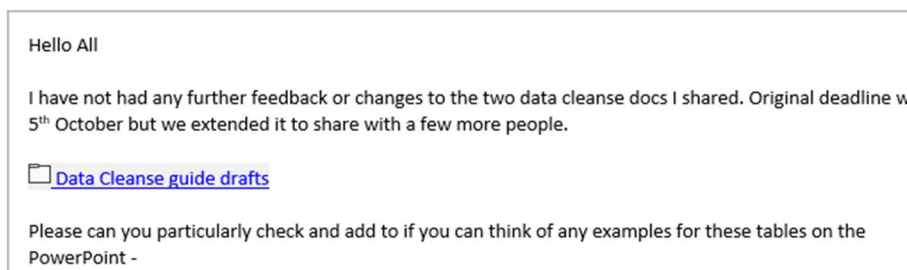 Hello All
I have not had any further feedback or changes to the two data cleanse docs I shared. Original deadline
5th October but we extended it to share with a few more people.
Data Cleanse guide drafts
Please can you particularly check and add to if you can think of any examples for these tables on the
PowerPoint -